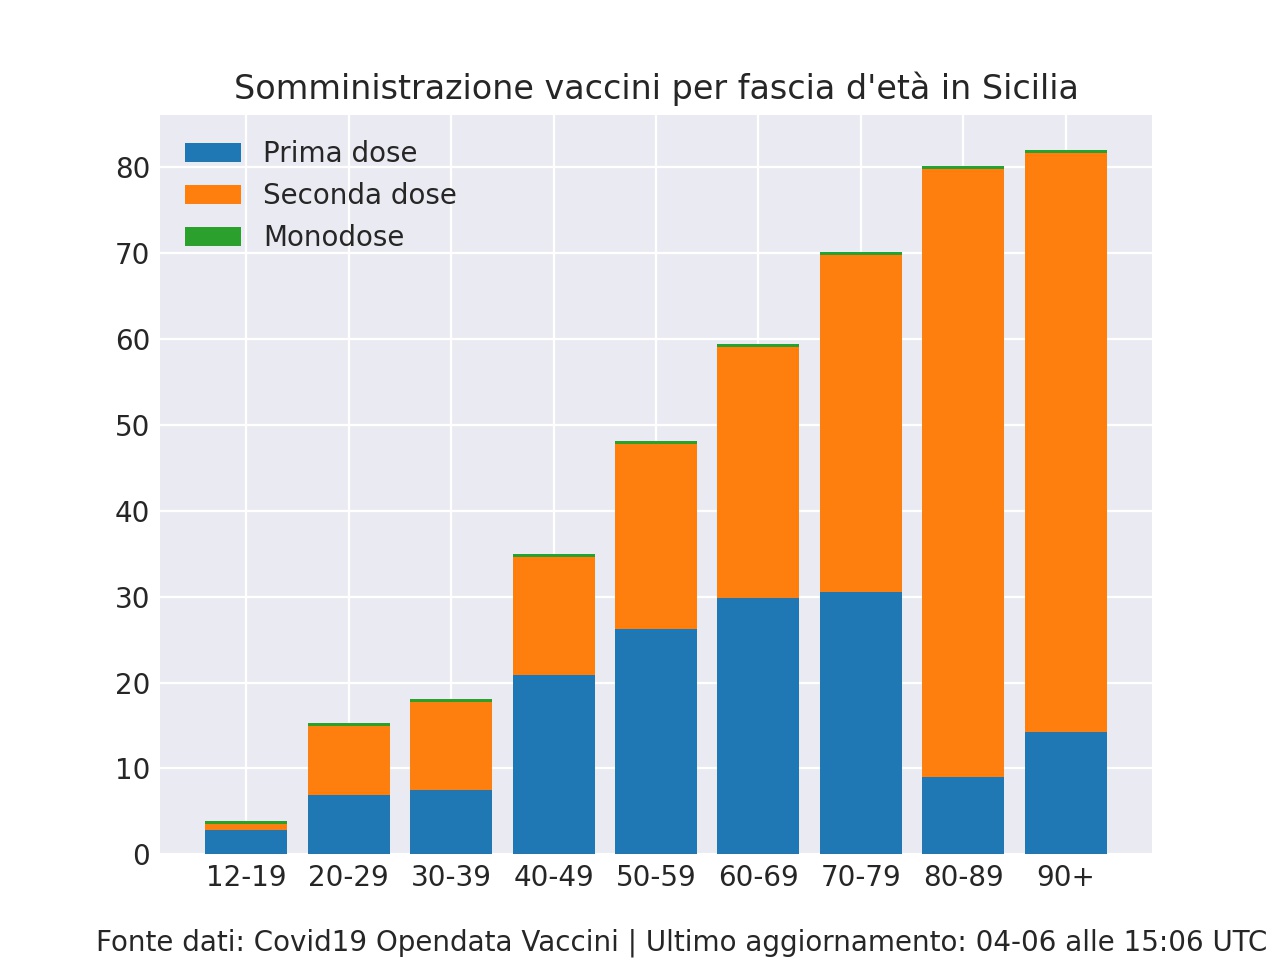 Somministrazione vaccini per fascia d'età in Sicilia
Prima dose
Seconda dose
Monodose
80
70
60
50
40
30
20
10
0
12-19 20-29 30-39 40-49 50-59 60-69 70-79 80-89 90+
Fonte dati: Covid19 Opendata Vaccini | Ultimo aggiornamento: 04-06 alle 15:06 UTC